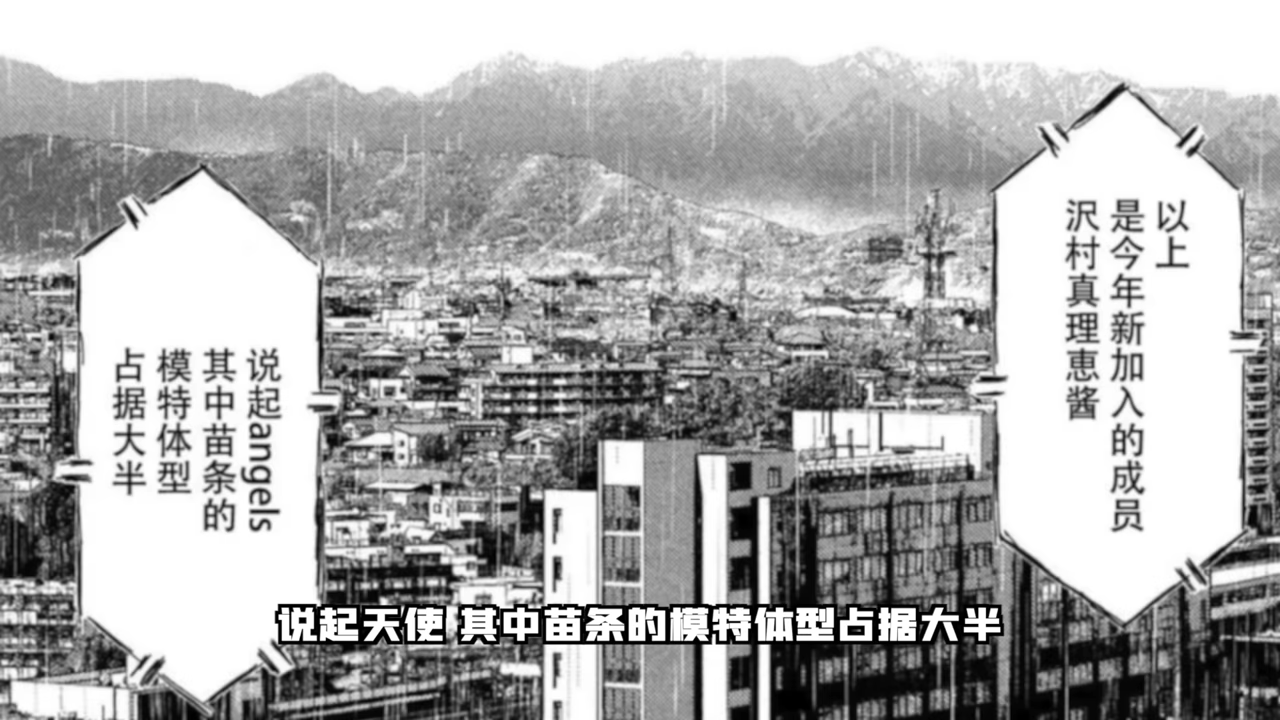 以上
是今年新加入的成员
沢村真理恵酱
说起angels
其中苗条的
模特体型
占据大半
说起天使 其中苗条的模特体型占据大半